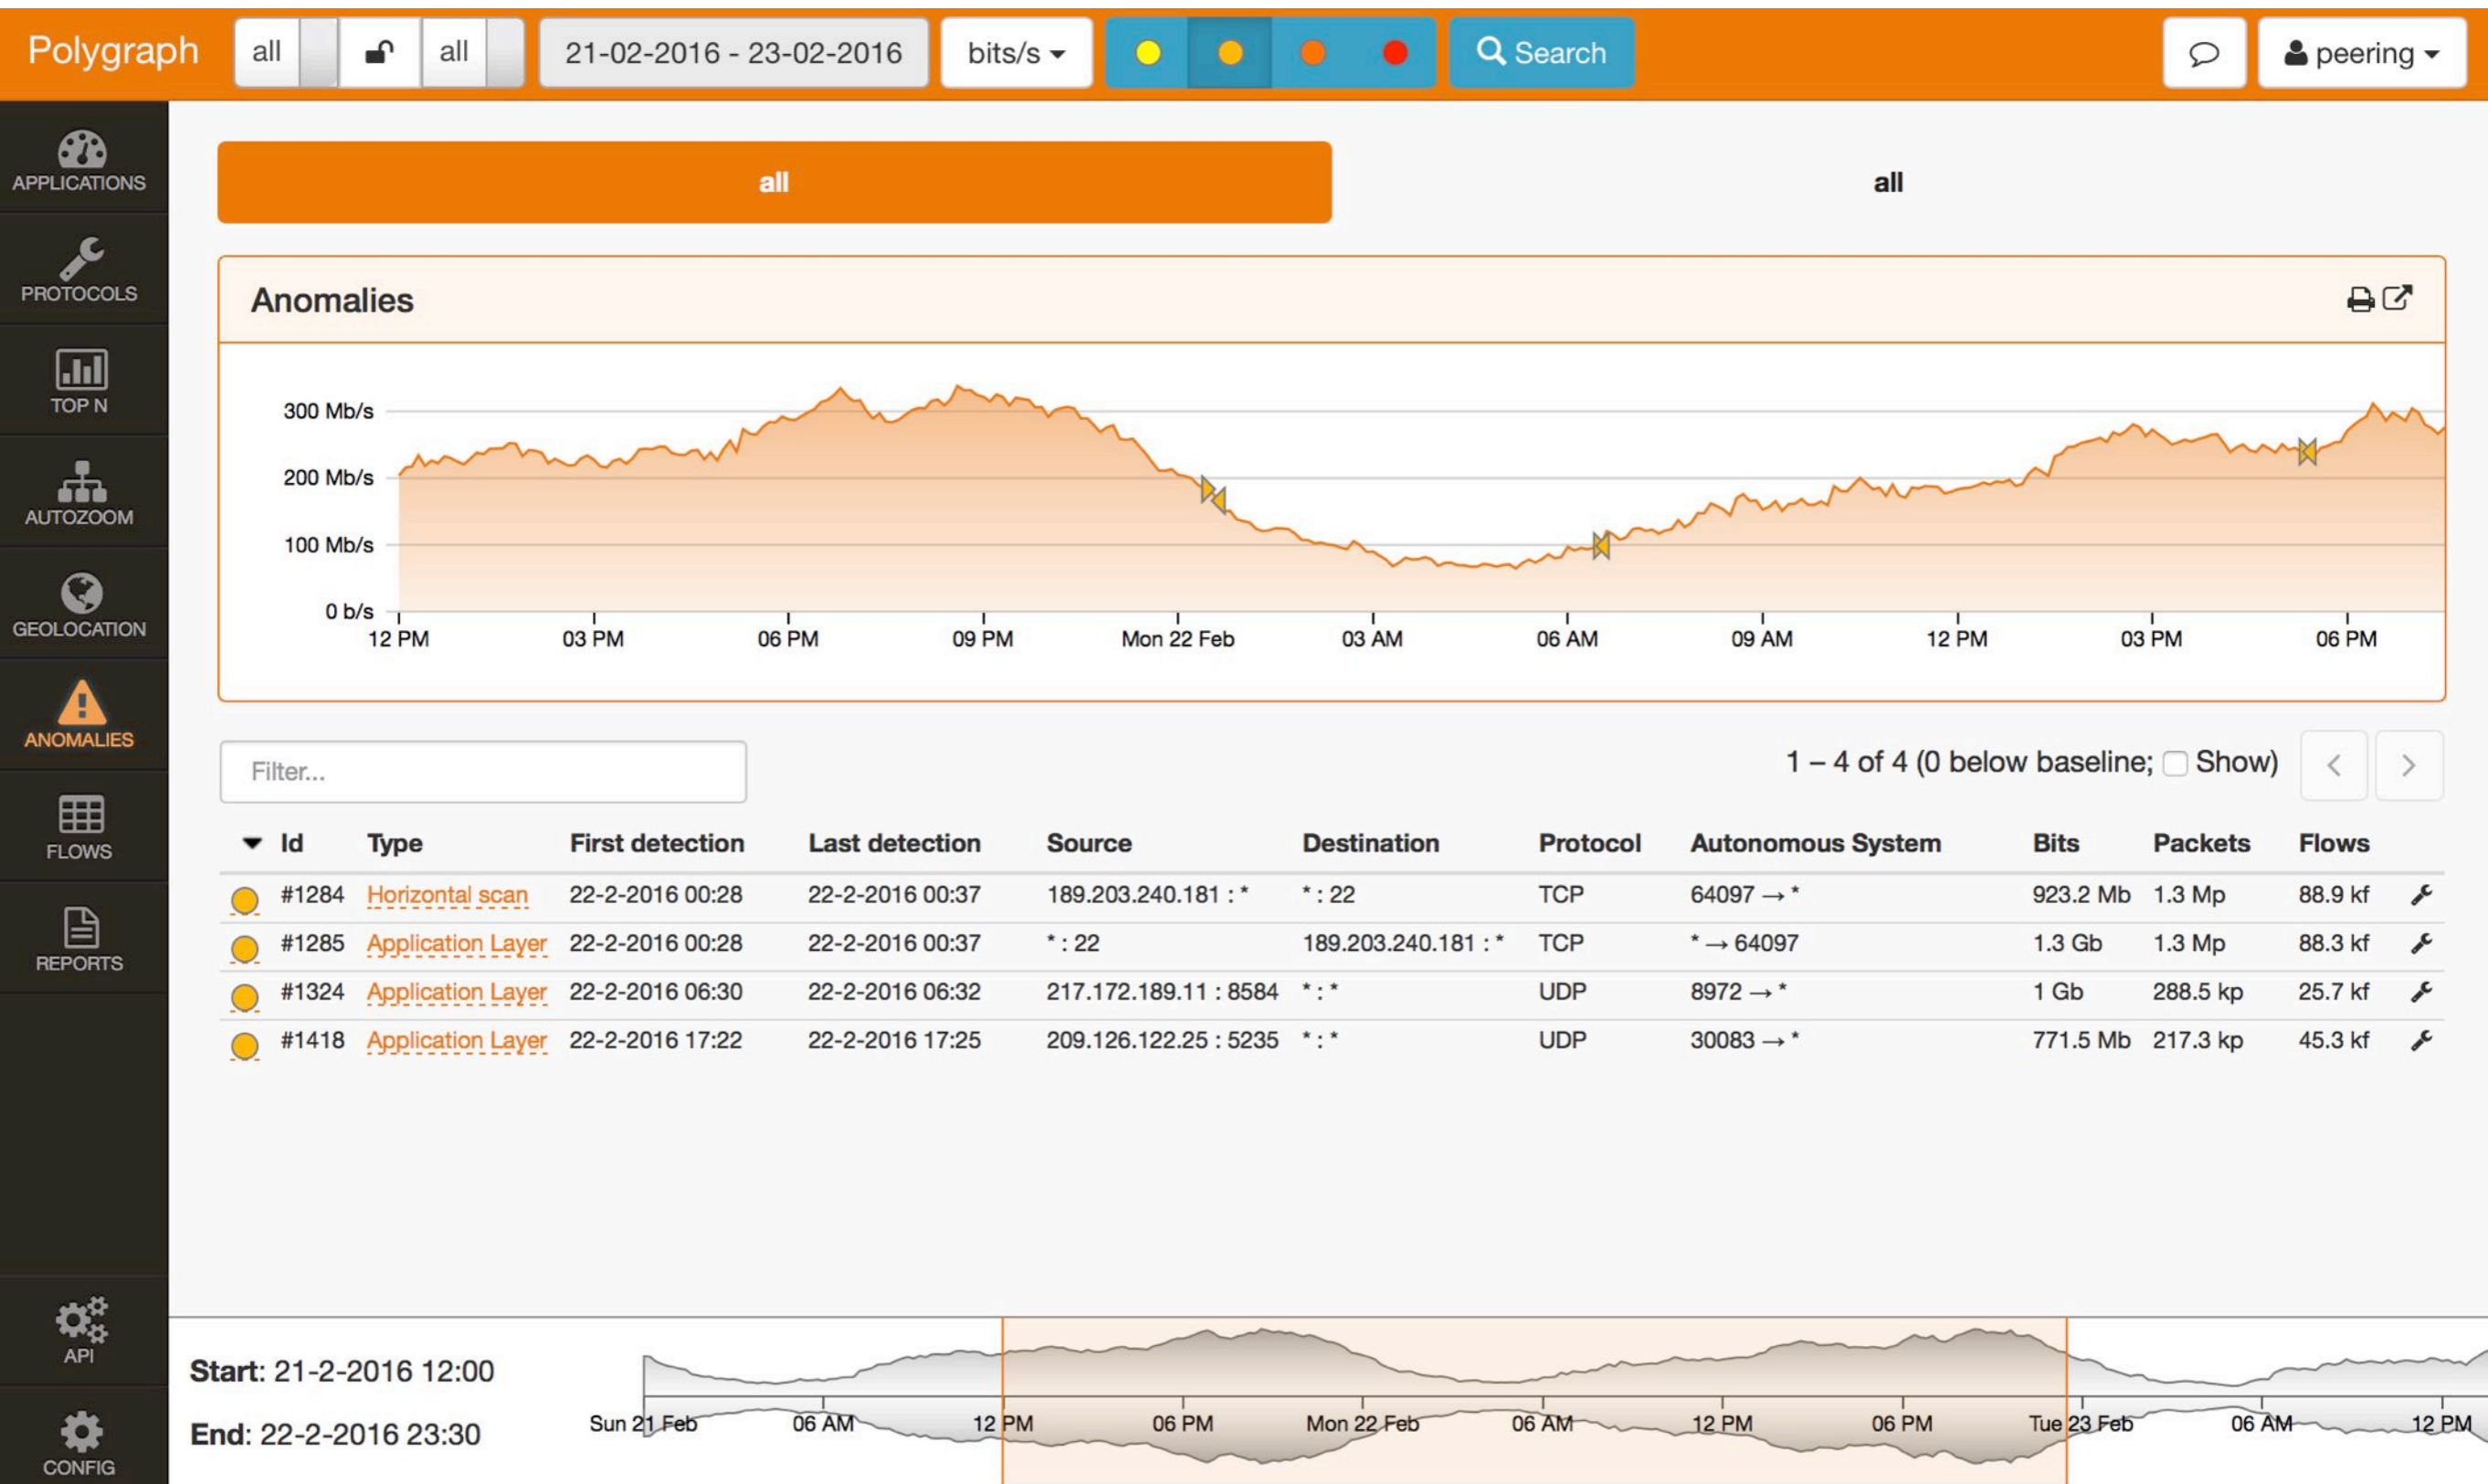 Polygraph all all 21-02-2016 - 23-02-2016 bits/s Search peering
APPLICATIONS
PROTOCOLS
TOP N
AUTOZOOM
GEOLOCATION
ANOMALIES
FLOWS
REPORTS
API
CONFIG
all all
Anomalies
300 Mb/s
200 Mb/s
100 Mb/s
0 b/s
12 PM 03 PM 06 PM 09 PM Mon 22 Feb 03 AM 06 AM 09 AM 12 PM 03 PM 06 PM
Filter... 1 – 4 of 4 (0 below baseline; Show)
Id Type First detection Last detection Source Destination Protocol Autonomous System Bits Packets Flows
#1284 Horizontal scan 22-2-2016 00:28 22-2-2016 00:37 189.203.240.181 : * * : 22 TCP 64097 → * 923.2 Mb 1.3 Mp 88.9 kf
#1285 Application Layer 22-2-2016 00:28 22-2-2016 00:37 * : 22 189.203.240.181 : * TCP * → 64097 1.3 Gb 1.3 Mp 88.3 kf
#1324 Application Layer 22-2-2016 06:30 22-2-2016 06:32 217.172.189.11 : 8584 * : * UDP 8972 → * 1 Gb 288.5 kp 25.7 kf
#1418 Application Layer 22-2-2016 17:22 22-2-2016 17:25 209.126.122.25 : 5235 * : * UDP 30083 → * 771.5 Mb 217.3 kp 45.3 kf
Start: 21-2-2016 12:00
End: 22-2-2016 23:30
Sun 21 Feb 06 AM 12 PM 06 PM Mon 22 Feb 06 AM 12 PM 06 PM Tue 23 Feb 06 AM 12 PM